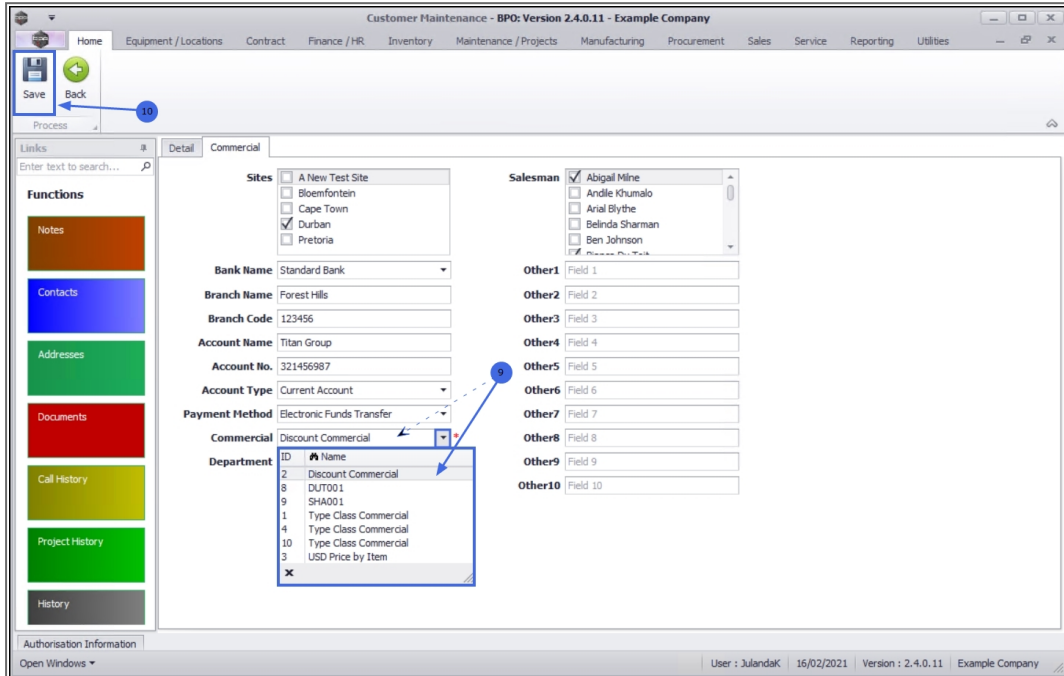 Customer Maintenance - BPO: Version 2.4.0.11 - Example Company
Home Equipment / Locations Contract Finance / HR Inventory Maintenance / Projects Manufacturing Procurement Sales Service Reporting Utilities
Save Back
10
Process
Links
Enter text to search...
Functions
Notes
Contacts
Addresses
Documents
Call History
Project History
History
Detail Commercial
Sites
A New Test Site
Bloemfontein
Cape Town
Durban
Pretoria
Bank Name Standard Bank
Branch Name Forest Hills
Branch Code 123456
Account Name Titan Group
Account No. 321456987
Account Type Current Account
Payment Method Electronic Funds Transfer
Commercial Discount Commercial *
Department
ID Name
2 Discount Commercial
8 DUT001
9 SHA001
1 Type Class Commercial
4 Type Class Commercial
10 Type Class Commercial
3 USD Price by Item
9
Salesman
Abigail Milne
Andile Khumalo
Arial Blythe
Belinda Sharman
Ben Johnson
Other1 Field 1
Other2 Field 2
Other3 Field 3
Other4 Field 4
Other5 Field 5
Other6 Field 6
Other7 Field 7
Other8 Field 8
Other9 Field 9
Other10 Field 10
Authorisation Information
Open Windows User : JulandaK 16/02/2021 Version : 2.4.0.11 Example Company